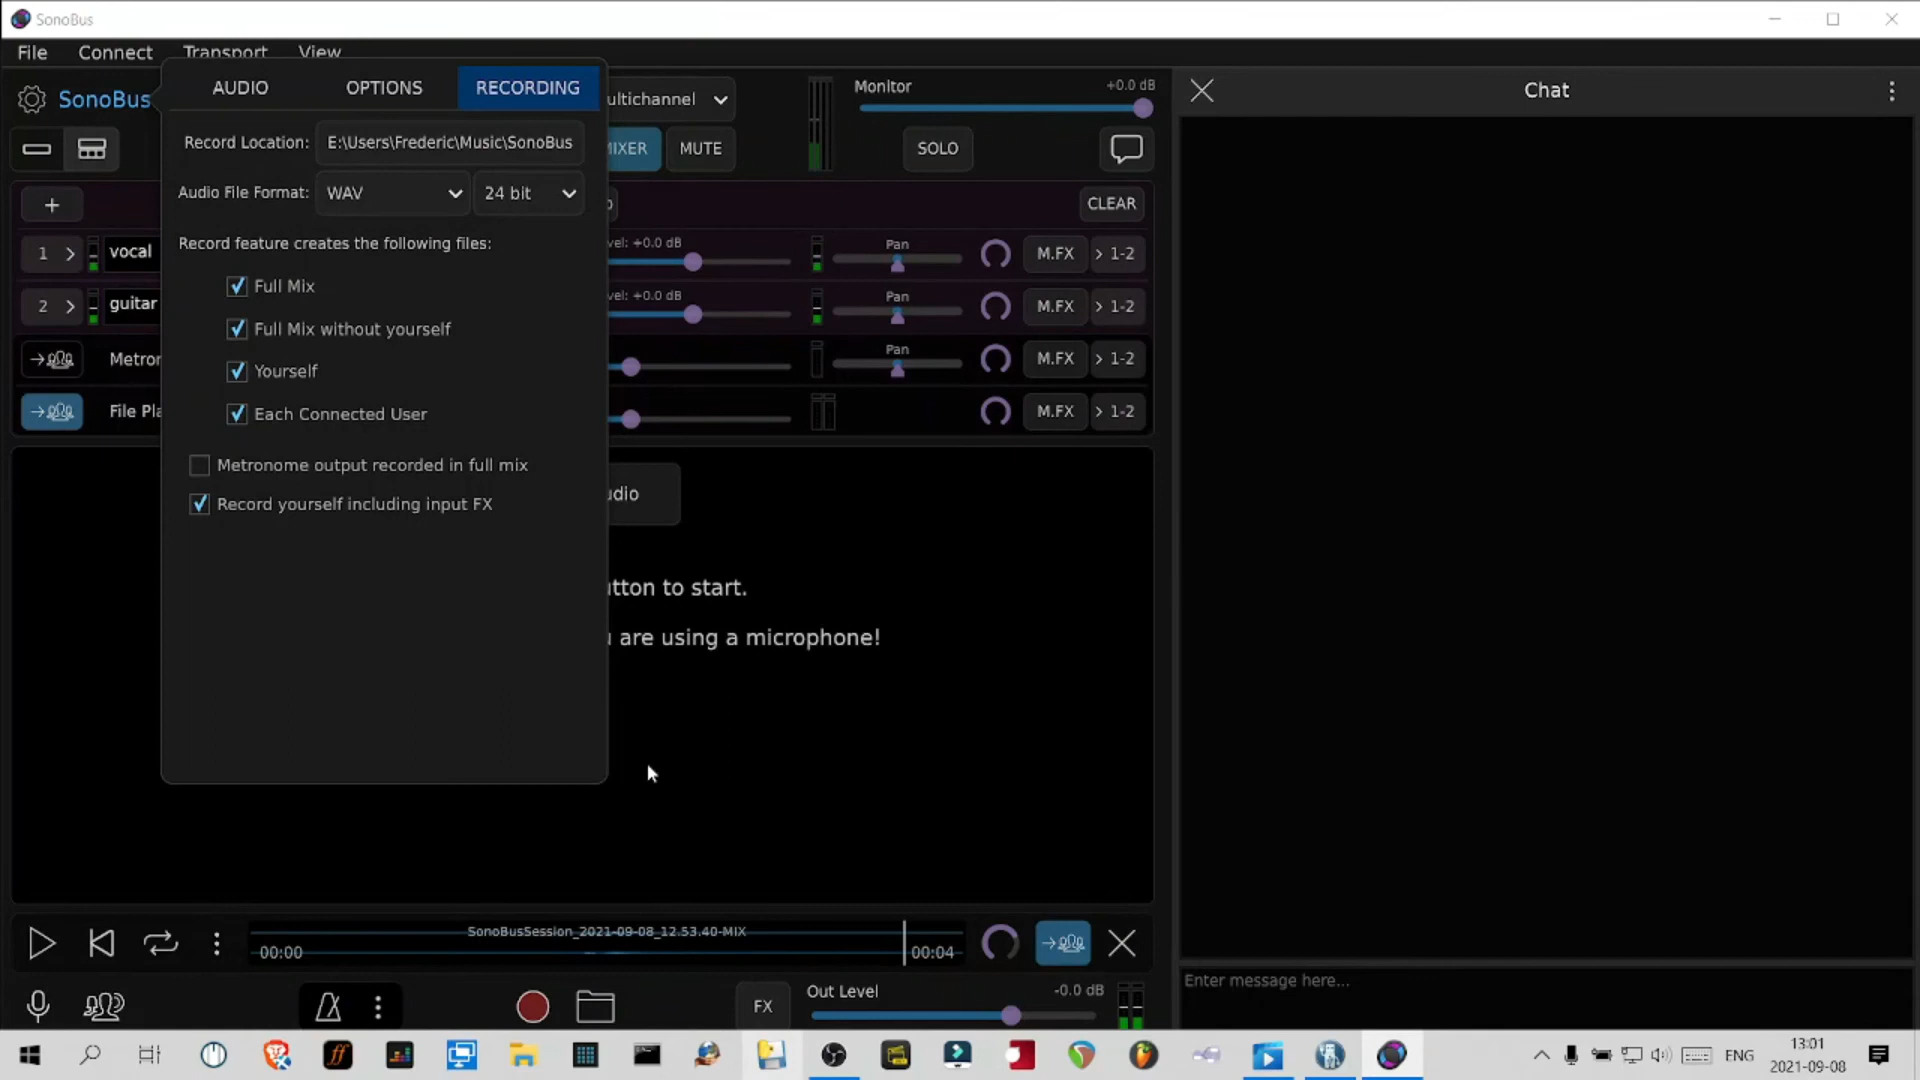 SonoBus
File Connect Transport View
SonoBus
AUDIO OPTIONS RECORDING
ultichannel
Monitor +0.0 dB
Chat
Record Location: E:\Users\Frederic\Music\SonoBus
MIXER MUTE SOLO
Audio File Format: WAV 24 bit
CLEAR
Record feature creates the following files:
1 vocal
vel: +0.0 dB Pan M.FX > 1-2
Full Mix
2 guitar
vel: +0.0 dB Pan M.FX > 1-2
Full Mix without yourself
Metror
Pan M.FX > 1-2
Yourself
File Pla
M.FX > 1-2
Each Connected User
Metronome output recorded in full mix
udio
Record yourself including input FX
utton to start.
u are using a microphone!
SonoBusSession_2021-09-08_12.53.40-MIX
00:00 00:04
FX Out Level -0.0 dB
Enter message here...
ENG 13:01
2021-09-08